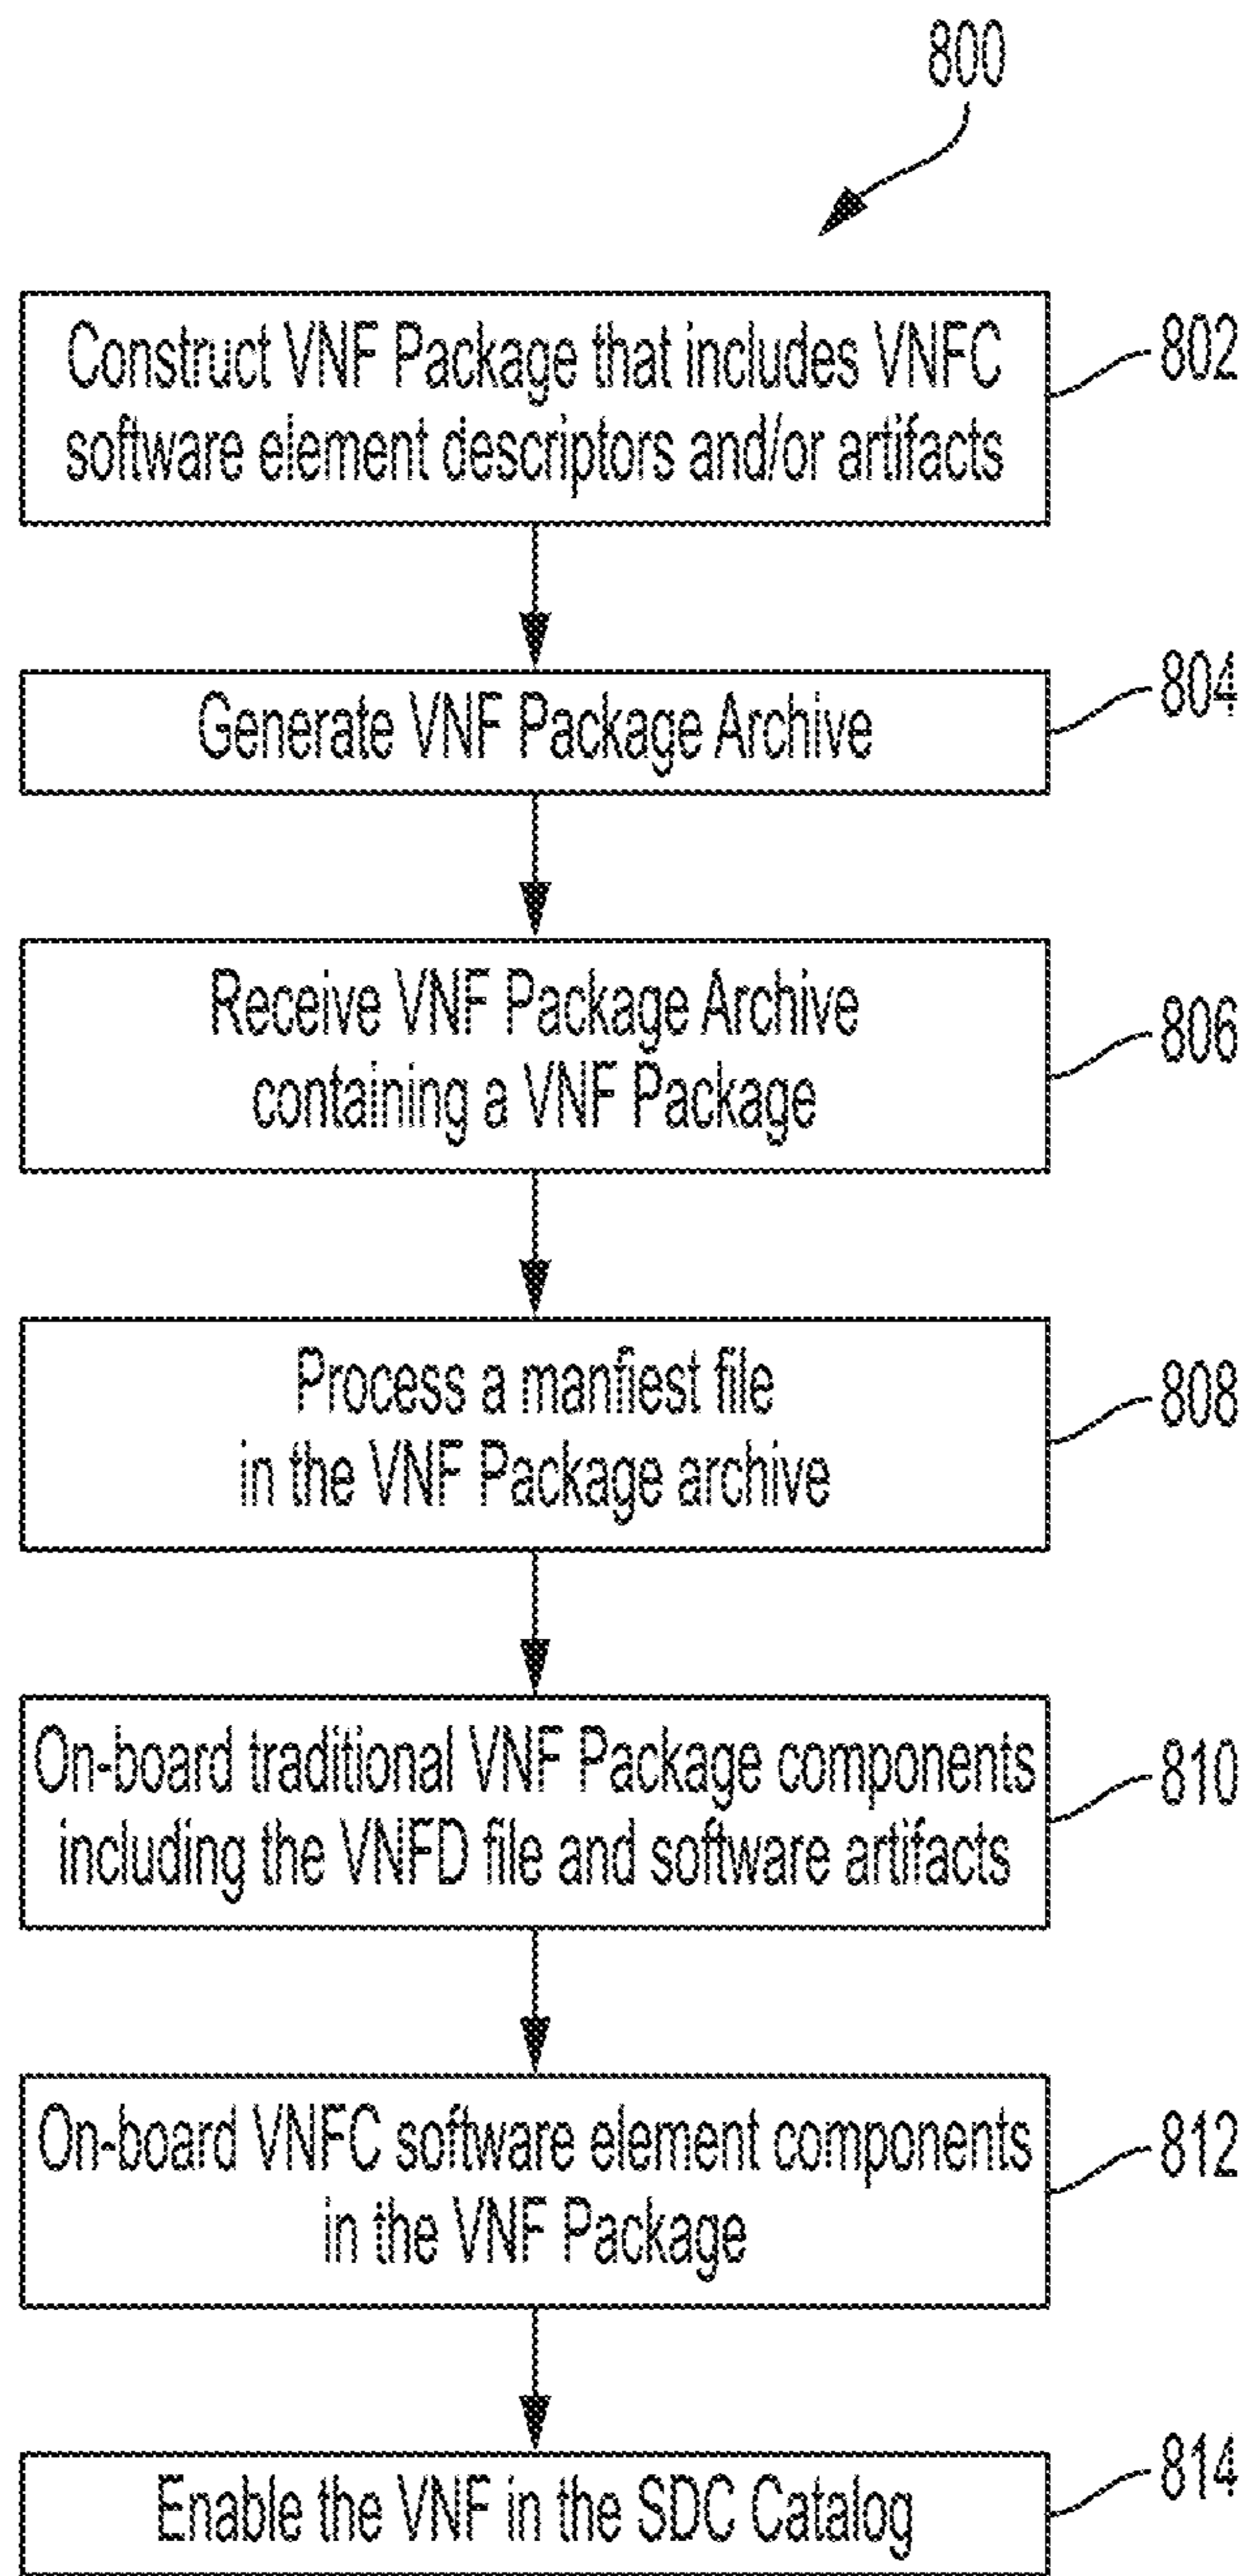 800
Construct VNF Package that includes VNFC
software element descriptors and/or artifacts
802
Generate VNF Package Archive
804
Receive VNF Package Archive
containing a VNF Package
806
Process a manfiest file
in the VNF Package archive
808
On-board traditional VNF Package components
including the VNFD file and software artifacts
810
On-board VNFC software element components
in the VNF Package
812
Enable the VNF in the SDC Catalog
814